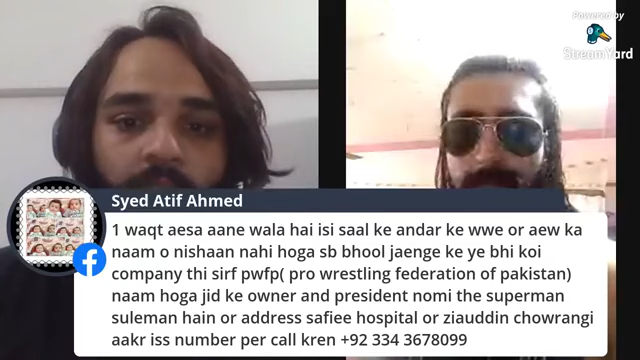 Powered by
StreamYard
Syed Atif Ahmed
1 waqt aesa aane wala hai isi saal ke andar ke wwe or aew ka
naam o nishaan nahi hoga sb bhool jaenge ke ye bhi koi
company thi sirf pwfp( pro wrestling federation of pakistan)
naam hoga jid ke owner and president nomi the superman
suleman hain or address safiee hospital or ziauddin chowrangi
aakr iss number per call kren +92 334 3678099